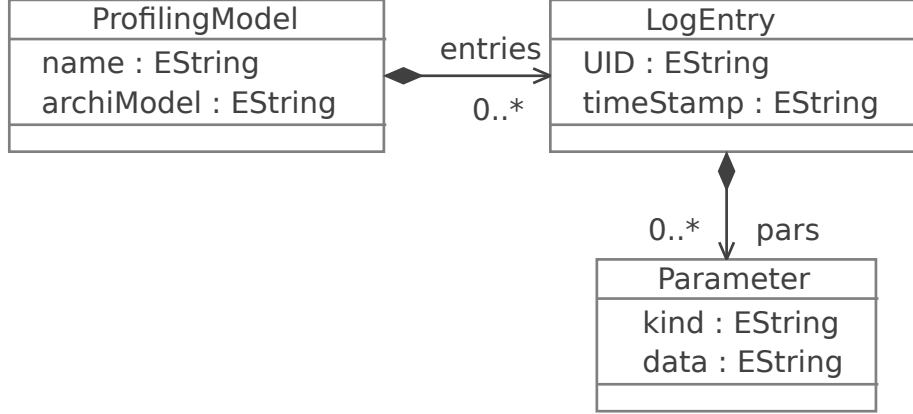 ProfilingModel
name : EString
archiModel : EString
entries
0..*
LogEntry
UID : EString
timeStamp : EString
0..* pars
Parameter
kind : EString
data : EString